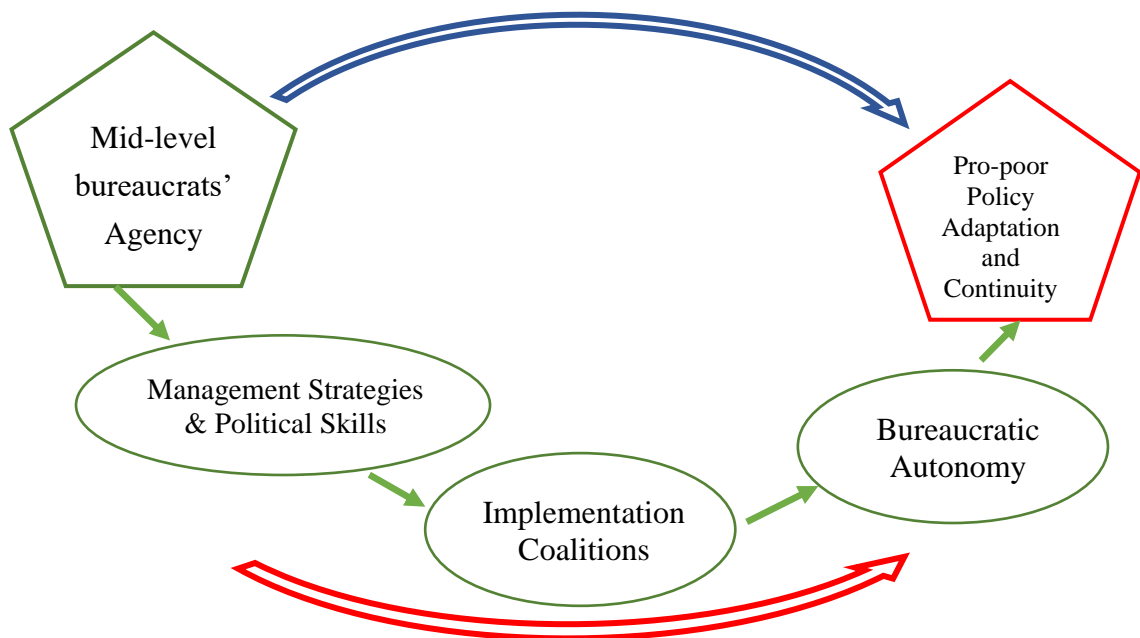 Mid-level
bureaucrats’
Agency
Pro-poor
Policy
Adaptation
and
Continuity
Management Strategies
& Political Skills
Implementation
Coalitions
Bureaucratic
Autonomy